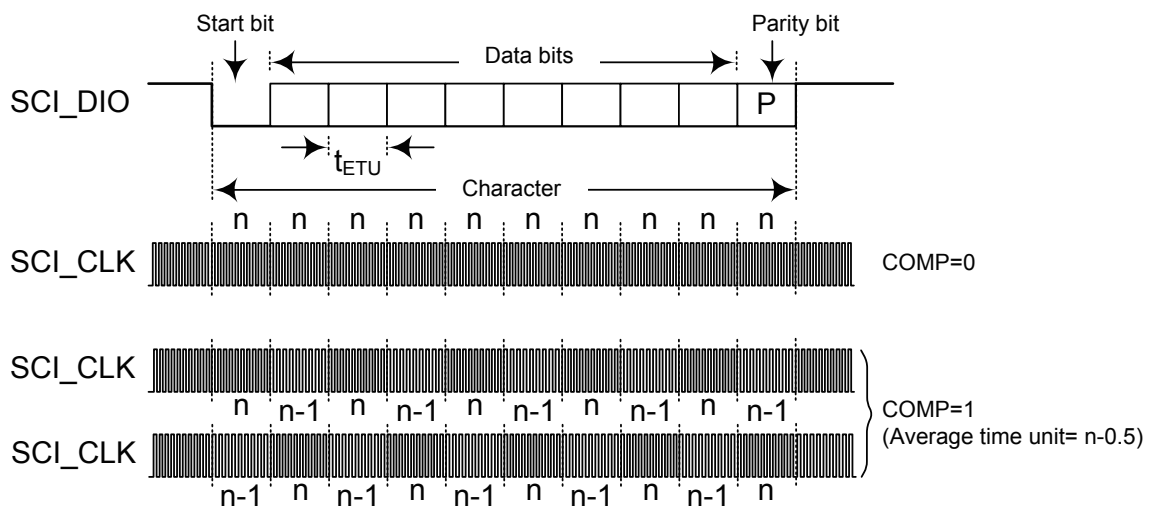 Start bit Parity bit
Data bits
SCI_DIO P
tETU
Character
n n n n n n n n n n
SCI_CLK COMP=0
SCI_CLK
n n-1 n n-1 n n-1 n n-1 n n-1
COMP=1
(Average time unit= n-0.5)
SCI_CLK
n-1 n n-1 n n-1 n n-1 n n-1 n